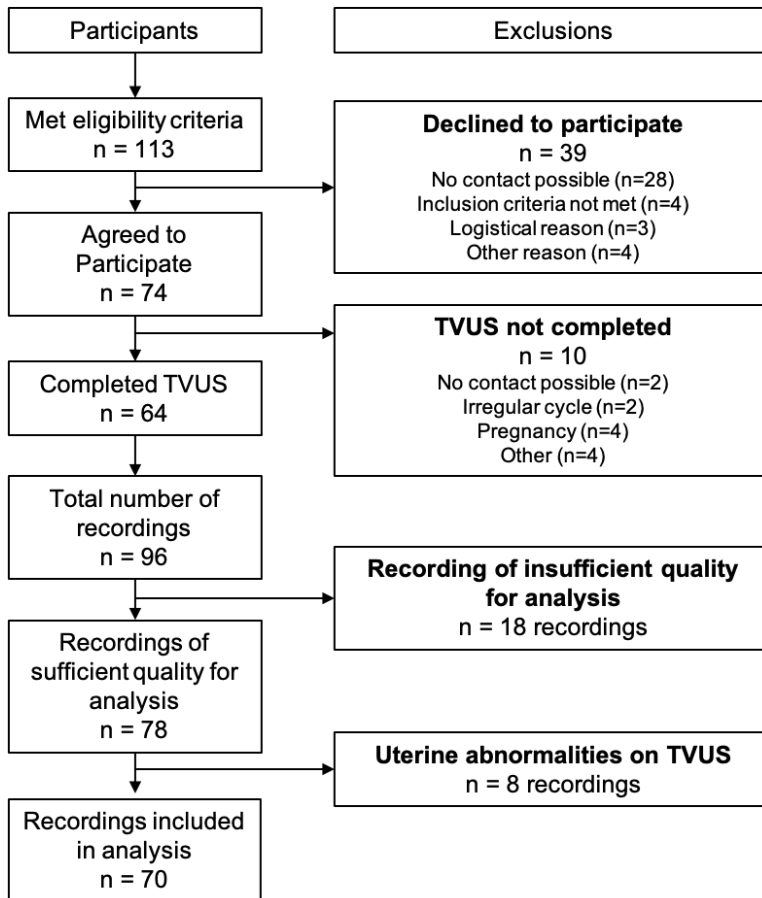 Participants
Exclusions
Met eligibility criteria
n = 113
Declined to participate
n = 39
No contact possible (n=28)
Inclusion criteria not met (n=4)
Logistical reason (n=3)
Other reason (n=4)
Agreed to
Participate
n = 74
TVUS not completed
n = 10
No contact possible (n=2)
Irregular cycle (n=2)
Pregnancy (n=4)
Other (n=4)
Completed TVUS
n = 64
Total number of
recordings
n = 96
Recording of insufficient quality
for analysis
n = 18 recordings
Recordings of
sufficient quality for
analysis
n = 78
Uterine abnormalities on TVUS
n = 8 recordings
Recordings included
in analysis
n = 70